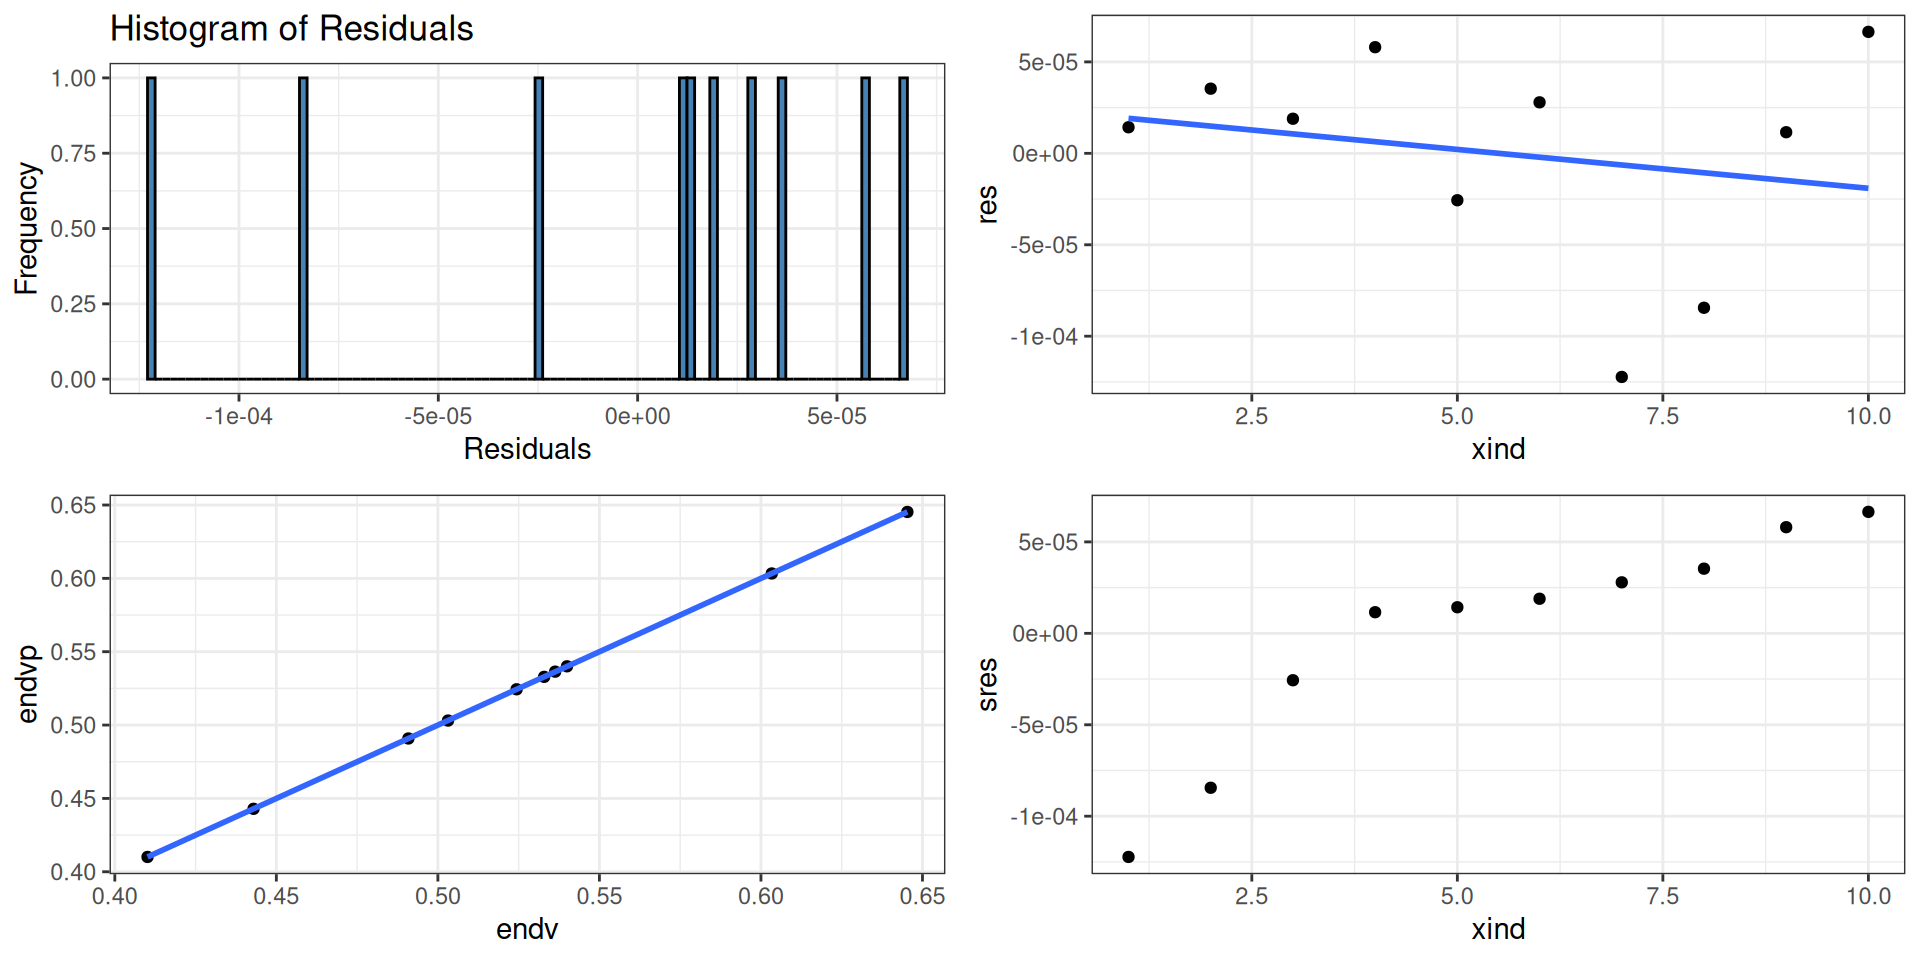 Histogram of Residuals
Frequency
1.00
0.75
0.50
0.25
0.00
-1e-04 -5e-05 0e+00 5e-05
Residuals
res
5e-05
0e+00
-5e-05
-1e-04
2.5 5.0 7.5 10.0
xind
endvp
0.65
0.60
0.55
0.50
0.45
0.40
0.40 0.45 0.50 0.55 0.60 0.65
endv
sres
5e-05
0e+00
-5e-05
-1e-04
2.5 5.0 7.5 10.0
xind